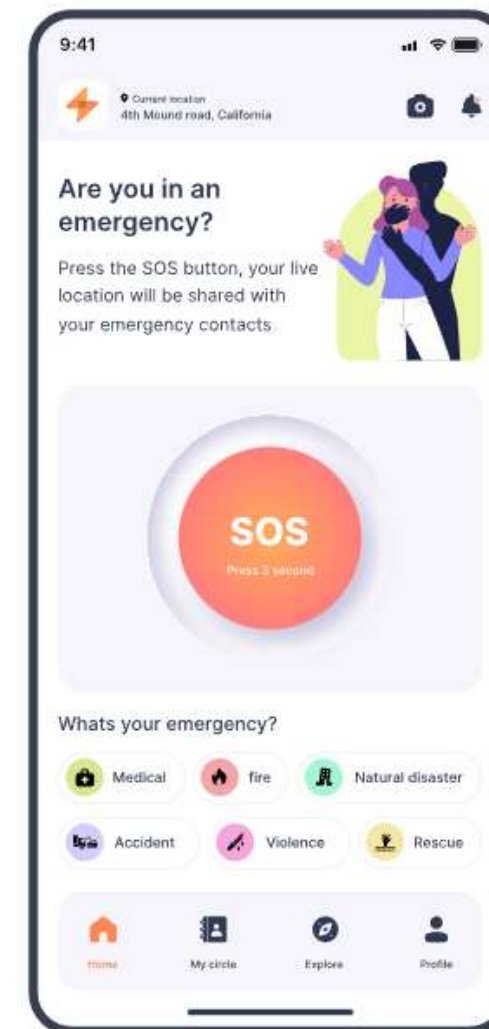 9:41
Current location
4th Mound road, California
Are you in an
emergency?
Press the SOS button, your live
location will be shared with
your emergency contacts
SOS
Press 3 second
Whats your emergency?
Medical
fire
Natural disaster
Accident
Violence
Rescue
Home
My circle
Explore
Profile